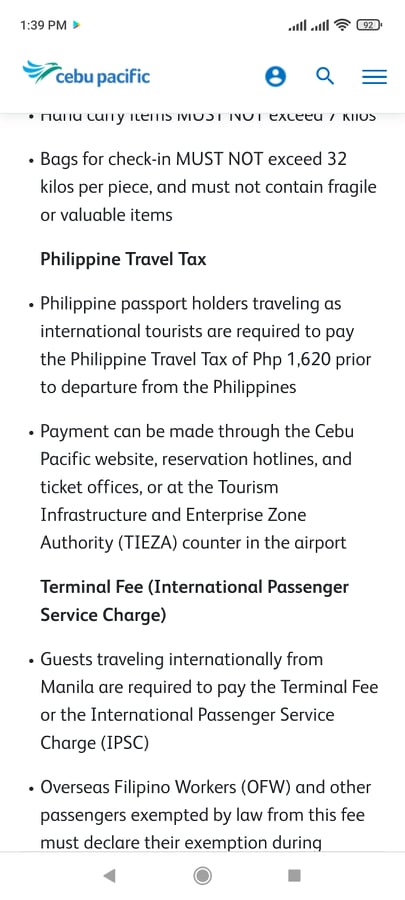 1:39 PM
92
cebu pacific
• Hand carry items MUST NOT exceed 7 kilos
• Bags for check-in MUST NOT exceed 32
kilos per piece, and must not contain fragile
or valuable items
Philippine Travel Tax
• Philippine passport holders traveling as
international tourists are required to pay
the Philippine Travel Tax of Php 1,620 prior
to departure from the Philippines
• Payment can be made through the Cebu
Pacific website, reservation hotlines, and
ticket offices, or at the Tourism
Infrastructure and Enterprise Zone
Authority (TIEZA) counter in the airport
Terminal Fee (International Passenger
Service Charge)
• Guests traveling internationally from
Manila are required to pay the Terminal Fee
or the International Passenger Service
Charge (IPSC)
• Overseas Filipino Workers (OFW) and other
passengers exempted by law from this fee
must declare their exemption during